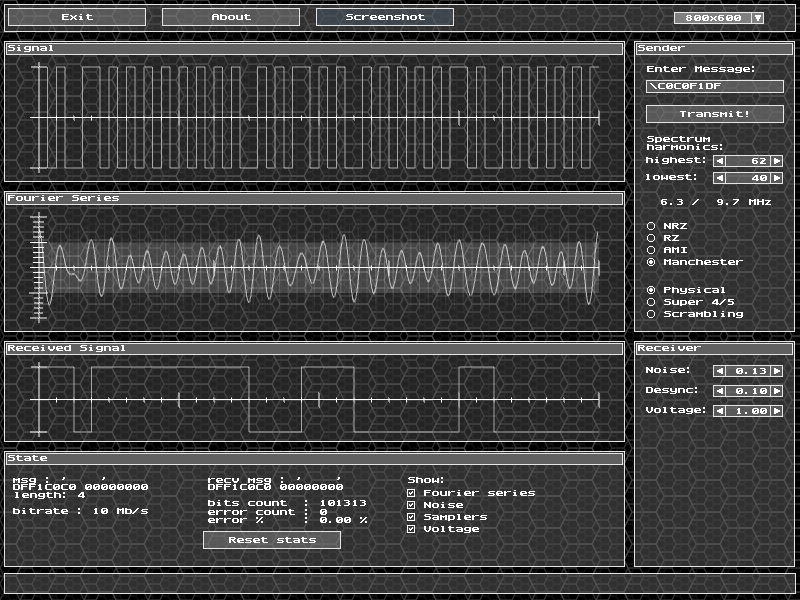 Exit
About
Screenshot
800x600
Signal
Sender
Enter Message:
\C0C0F1DF
Transmit!
Spectrum
harmonics:
highest: 62
lowest: 40
6.3 / 9.7 MHz
NRZ
RZ
AMI
Manchester
Physical
Super 4/5
Scrambling
Fourier Series
Received Signal
Receiver
Noise: 0.13
Desync: 0.10
Voltage: 1.00
State
msg : ' '
DFF1C0C0 00000000
length: 4
bitrate : 10 Mb/s
recv msg : ' '
DFF1C0C0 00000000
bits count : 101313
error count : 0
error % : 0.00 %
Reset stats
Show:
Fourier series
Noise
Samplers
Voltage